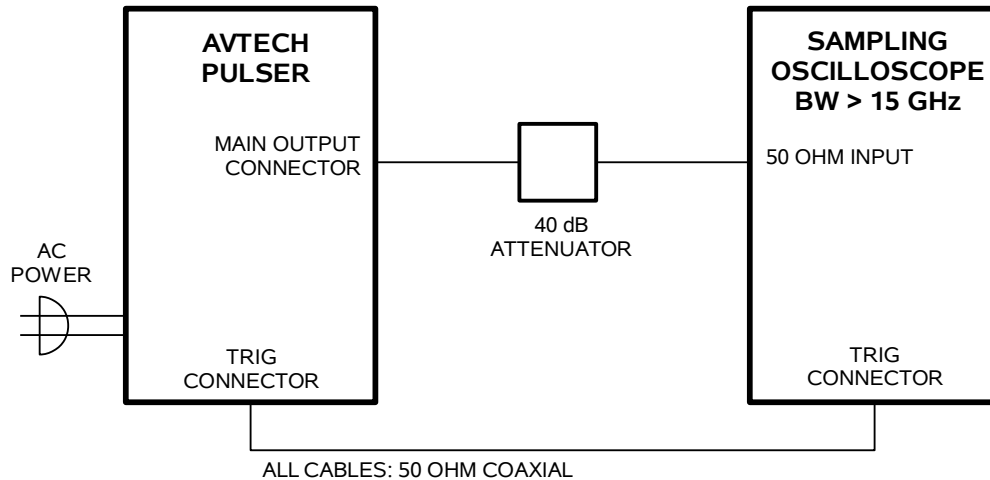 AVTECH
PULSER
MAIN OUTPUT
CONNECTOR
AC
POWER
TRIG
CONNECTOR
40 dB
ATTENUATOR
SAMPLING
OSCILLOSCOPE
BW > 15 GHz
50 OHM INPUT
TRIG
CONNECTOR
ALL CABLES: 50 OHM COAXIAL